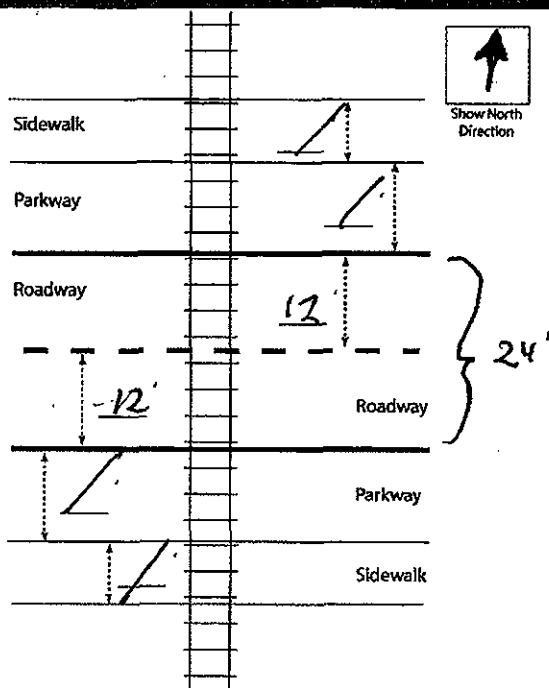 Show North
Direction
Sidewalk
Parkway
Roadway
12'
24'
12'
Roadway
Parkway
Sidewalk